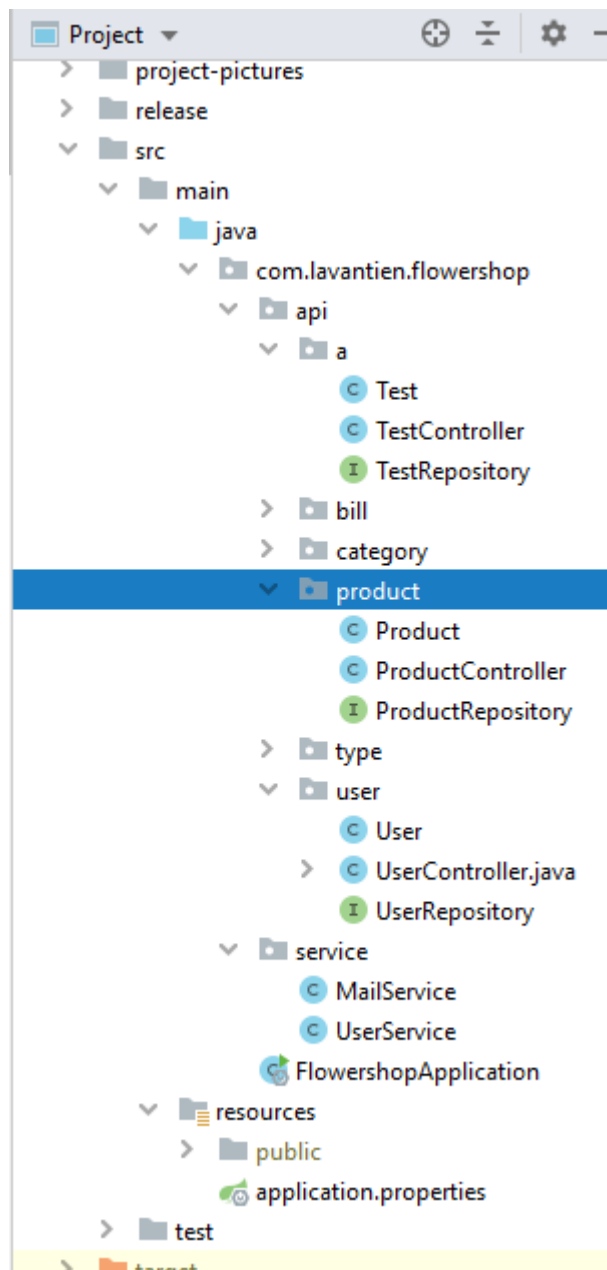 Project
project-pictures
release
src
main
java
com.lavantien.flowershop
api
a
C Test
C TestController
I TestRepository
bill
category
product
C Product
C ProductController
I ProductRepository
type
user
C User
C UserController.java
I UserRepository
service
C MailService
C UserService
C FlowershopApplication
resources
public
application.properties
test
target